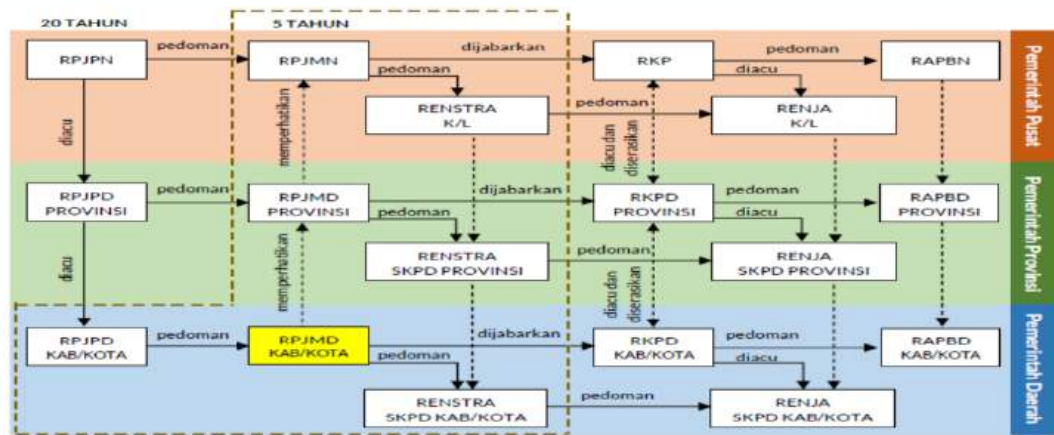 20 TAHUN
5 TAHUN
pedoman
dijabarkan
pedoman
RPJPN
RPJMN
RKP
RAPBN
pedoman
diacu
RENSTRA
K/L
pedoman
RENJA
K/L
diacu
memperhatikan
diacu dan
diserasikan
Pemerintah Pusat
RPJPD
PROVINSI
pedoman
RPJMD
PROVINSI
dijabarkan
RKPD
PROVINSI
pedoman
RAPBD
PROVINSI
pedoman
diacu
RENSTRA
SKPD PROVINSI
pedoman
RENJA
SKPD PROVINSI
diacu
memperhatikan
diacu dan
diserasikan
Pemerintah Provinsi
RPJPD
KAB/KOTA
pedoman
RPJMD
KAB/KOTA
dijabarkan
RKPD
KAB/KOTA
pedoman
RAPBD
KAB/KOTA
pedoman
diacu
RENSTRA
SKPD KAB/KOTA
pedoman
RENJA
SKPD KAB/KOTA
Pemerintah Daerah